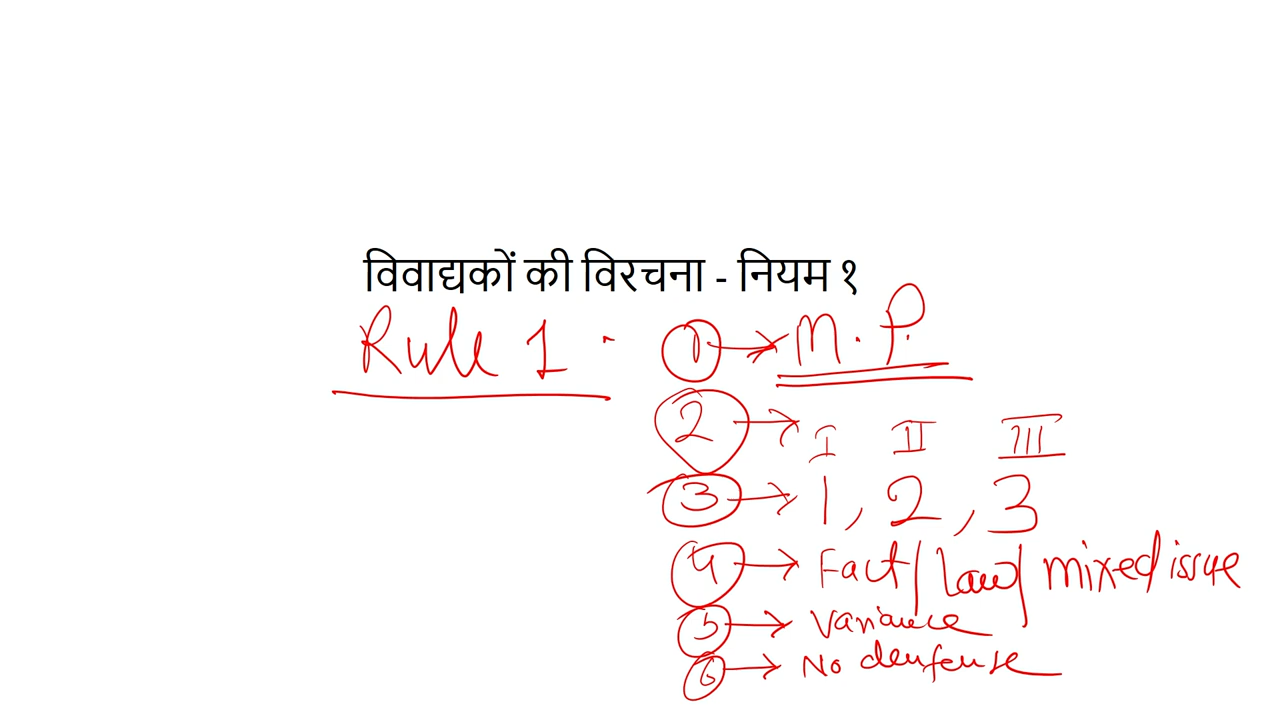 विवाद्यकों की विरचना - नियम १
Rule 1. ① → M.P.
② → I II III
③ → 1, 2, 3
④ → Fact/law/mixed issue
⑤ → Variance
⑥ → No denfense